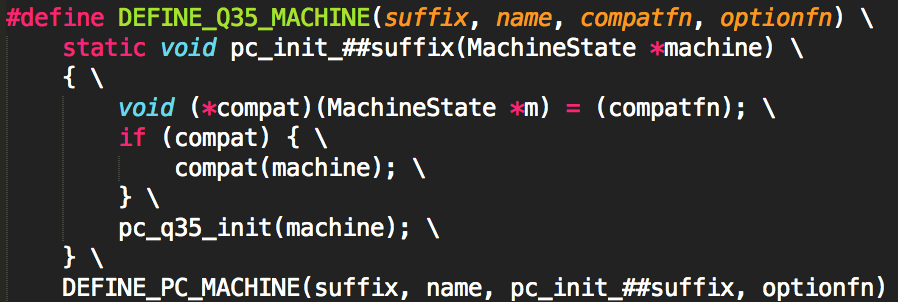 #define DEFINE_Q35_MACHINE(suffix, name, compatfn, optionfn) \
    static void pc_init_##suffix(MachineState *machine) \
    { \
        void (*compat)(MachineState *m) = (compatfn); \
        if (compat) { \
            compat(machine); \
        } \
        pc_q35_init(machine); \
    } \
    DEFINE_PC_MACHINE(suffix, name, pc_init_##suffix, optionfn)